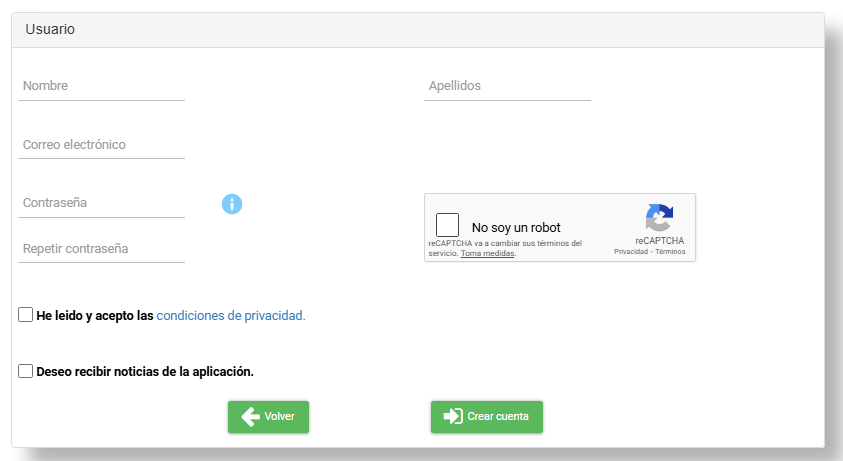 Usuario
Nombre
Apellidos
Correo electrónico
Contraseña
Repetir contraseña
No soy un robot
reCAPTCHA va a cambiar sus términos del
servicio. Toma medidas.
reCAPTCHA
Privacidad - Términos
He leido y acepto las condiciones de privacidad.
Deseo recibir noticias de la aplicación.
Volver
Crear cuenta